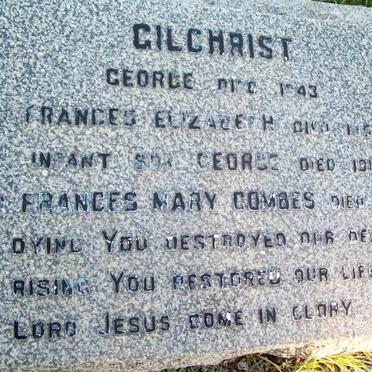 GILCHRIST
GEORGE DIED 1943
FRANCES ELIZABETH DIED
INFANT SON GEORGE DIED
FRANCES MARY COMBES DIED
DYING YOU DESTROYED OUR DE
RISING YOU RESTORED OUR LIFE
LORD JESUS COME IN GLORY